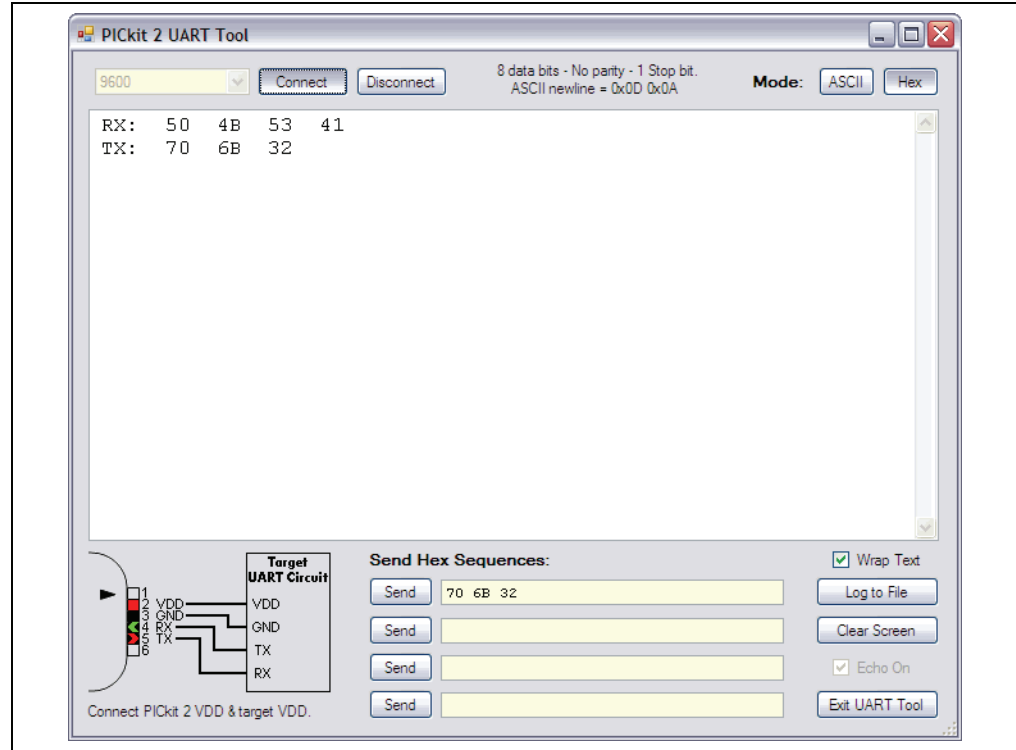 PICkit 2 UART Tool
9600 Connect Disconnect 8 data bits - No parity - 1 Stop bit. Mode: ASCII Hex
ASCII newline = 0x0D 0x0A
RX: 50 4B 53 41
TX: 70 6B 32
Target
UART Circuit
1
2 VDD VDD
3 GND GND
4 RX TX
5 TX RX
6
Connect PICkit 2 VDD & target VDD.
Send Hex Sequences:
Send 70 6B 32
Send
Send
Send
Wrap Text
Log to File
Clear Screen
Echo On
Exit UART Tool